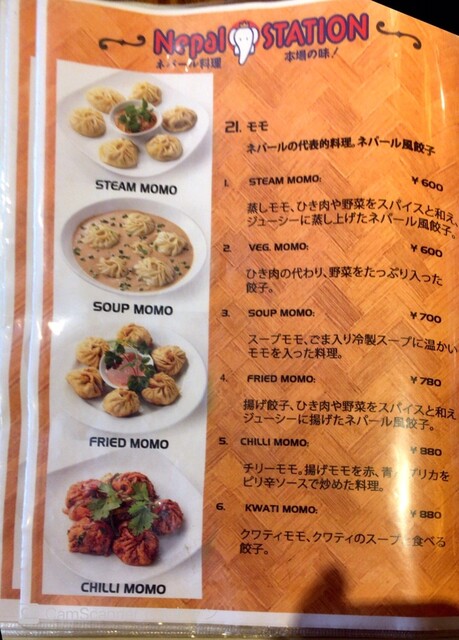 Nepal STATION
ネパール料理 本場の味!
21. モモ
ネパールの代表的料理。ネパール風餃子
STEAM MOMO
1. STEAM MOMO: ¥600
蒸しモモ、ひき肉や野菜をスパイスと和え、
ジューシーに蒸し上げたネパール風餃子。
2. VEG. MOMO: ¥600
ひき肉の代わり、野菜をたっぷり入った
餃子。
SOUP MOMO
3. SOUP MOMO: ¥700
スープモモ、ごま入り冷製スープに温かい
モモを入った料理。
4. FRIED MOMO: ¥780
揚げ餃子、ひき肉や野菜をスパイスと和え
ジューシーに揚げたネパール風餃子。
FRIED MOMO
5. CHILLI MOMO: ¥880
チリーモモ。揚げモモを赤、青パプリカを
ピリ辛ソースで炒めた料理。
6. KWATI MOMO: ¥880
クワティモモ、クワティのスープ 食べる
餃子。
CHILLI MOMO